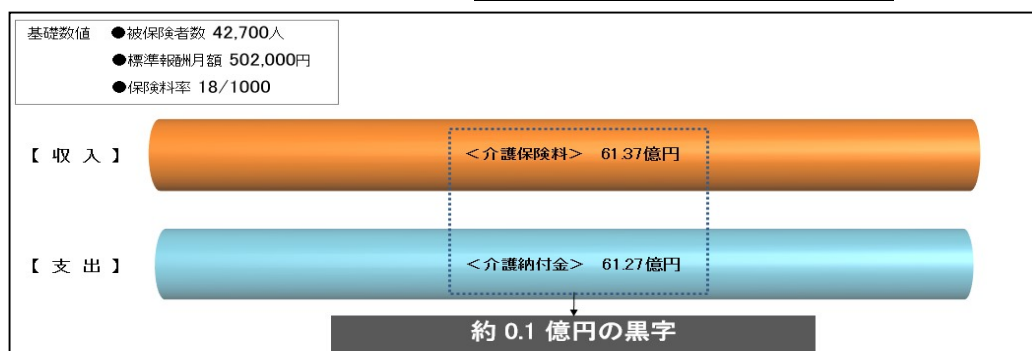 基礎数値 ●被保険者数 42,700人
●標準報酬月額 502,000円
●保険料率 18/1000
【 収 入 】 ＜介護保険料＞ 61.37億円
【 支 出 】 ＜介護納付金＞ 61.27億円
約 0.1 億円の黒字